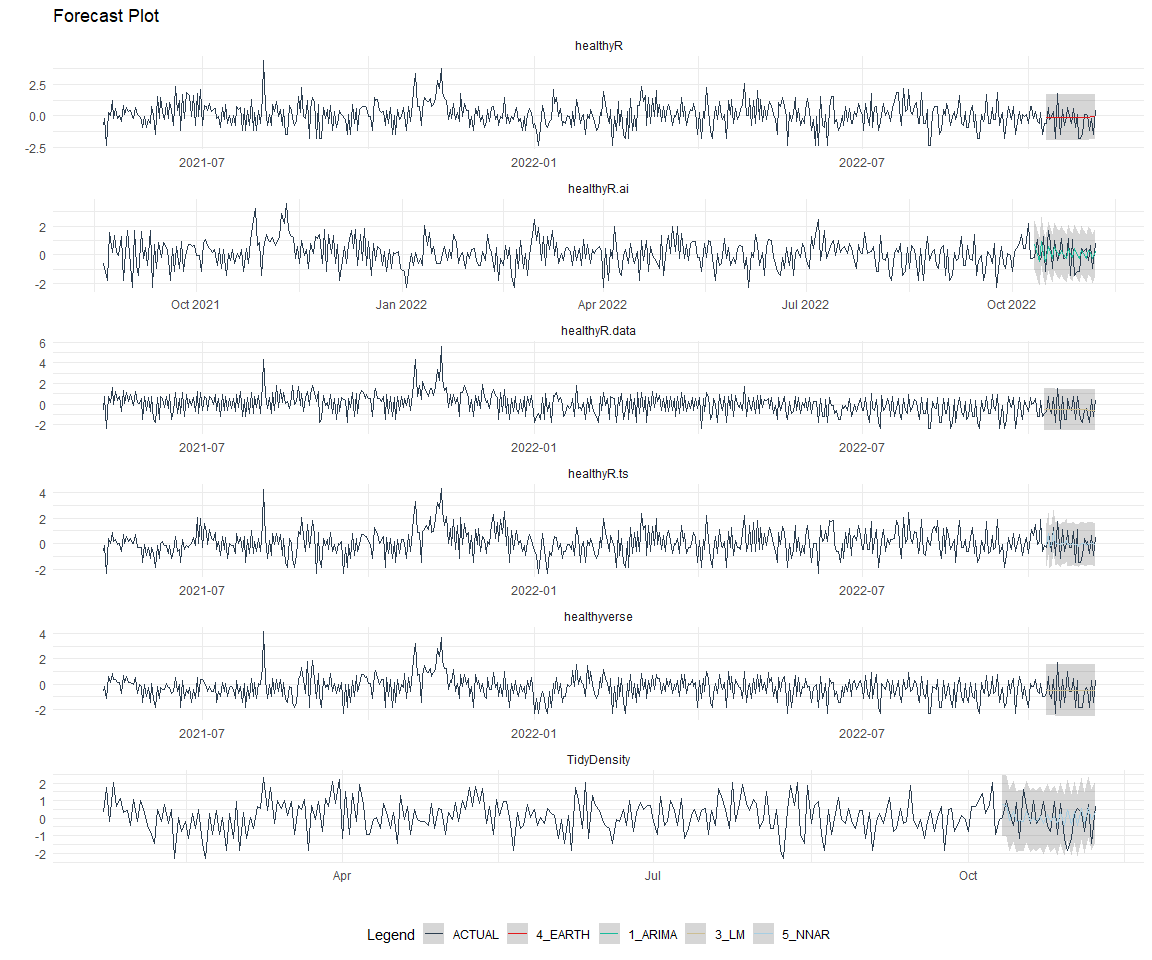 Forecast Plot
healthyR
2.5
0.0
-2.5
2021-07 2022-01 2022-07
healthyR.ai
2
0
-2
Oct 2021 Jan 2022 Apr 2022 Jul 2022 Oct 2022
healthyR.data
6
4
2
0
-2
2021-07 2022-01 2022-07
healthyR.ts
4
2
0
-2
2021-07 2022-01 2022-07
healthyverse
4
2
0
-2
2021-07 2022-01 2022-07
TidyDensity
2
1
0
-1
-2
Apr Jul Oct
Legend ACTUAL 4_EARTH 1_ARIMA 3_LM 5_NNAR